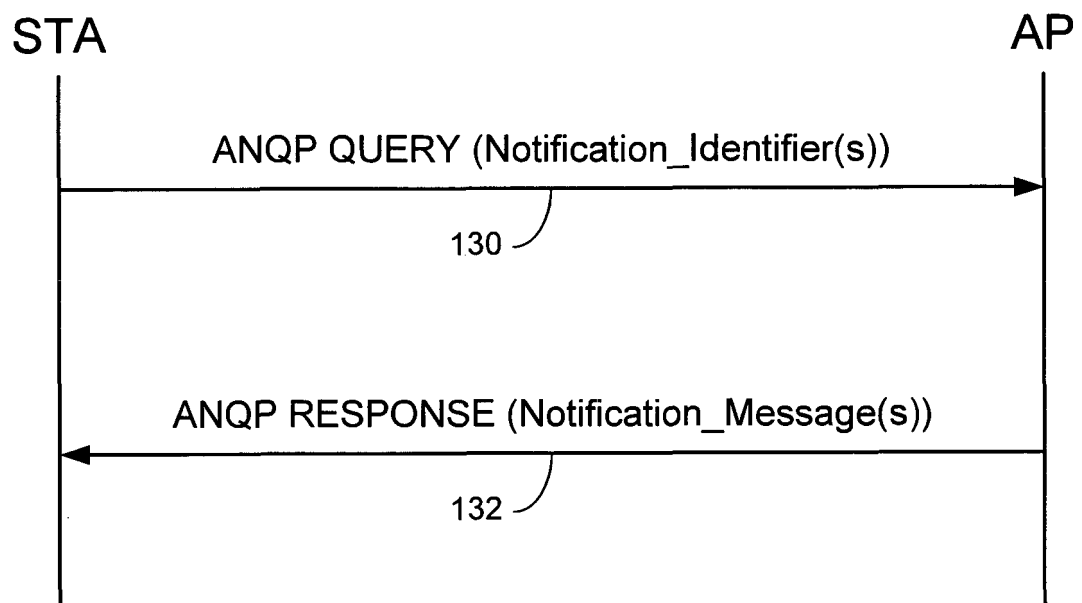 STA
AP
ANQP QUERY (Notification_Identifier(s))
130
ANQP RESPONSE (Notification_Message(s))
132